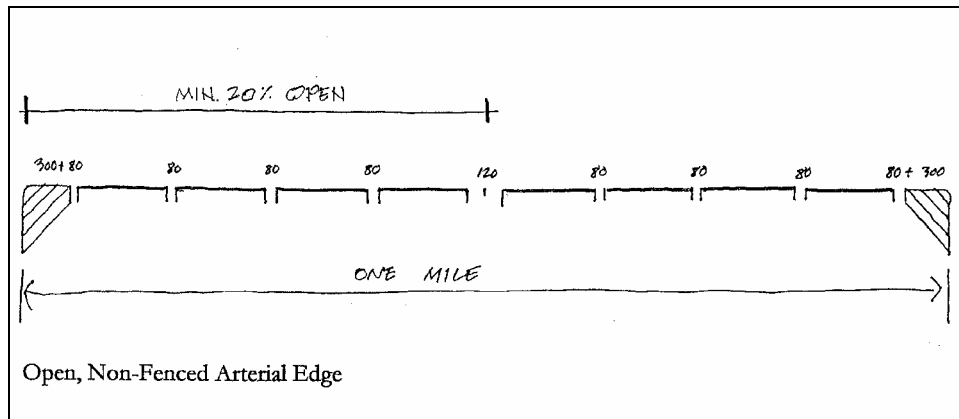 MIN. 20% OPEN
300+80 80 80 80 120 80 80 80 80+300
ONE MILE
Open, Non-Fenced Arterial Edge